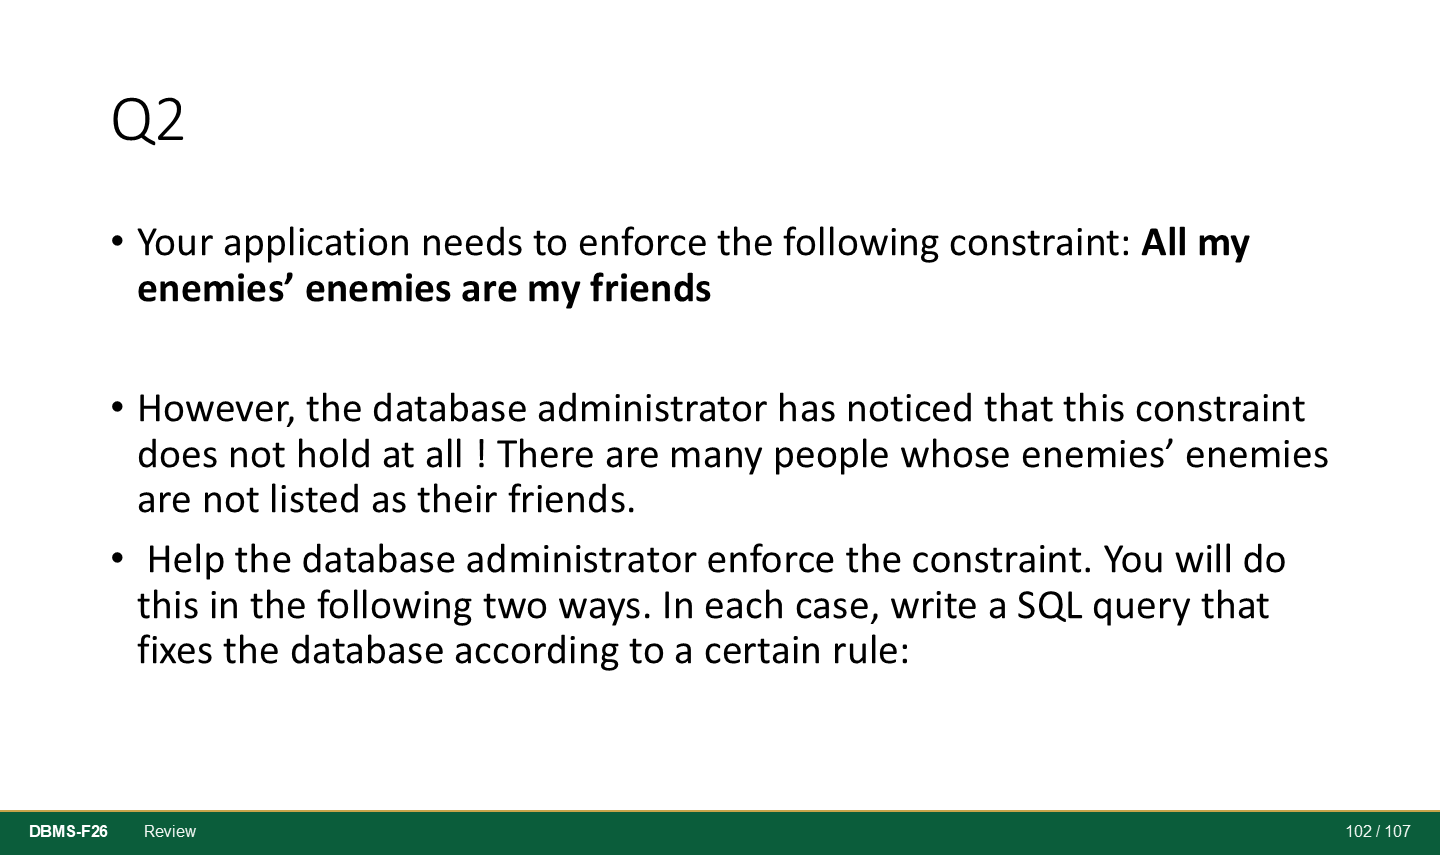 Q2
• Your application needs to enforce the following constraint: All my
enemies’ enemies are my friends
• However, the database administrator has noticed that this constraint
does not hold at all ! There are many people whose enemies’ enemies
are not listed as their friends.
• Help the database administrator enforce the constraint. You will do
this in the following two ways. In each case, write a SQL query that
fixes the database according to a certain rule:
DBMS-F26 Review 102 / 107